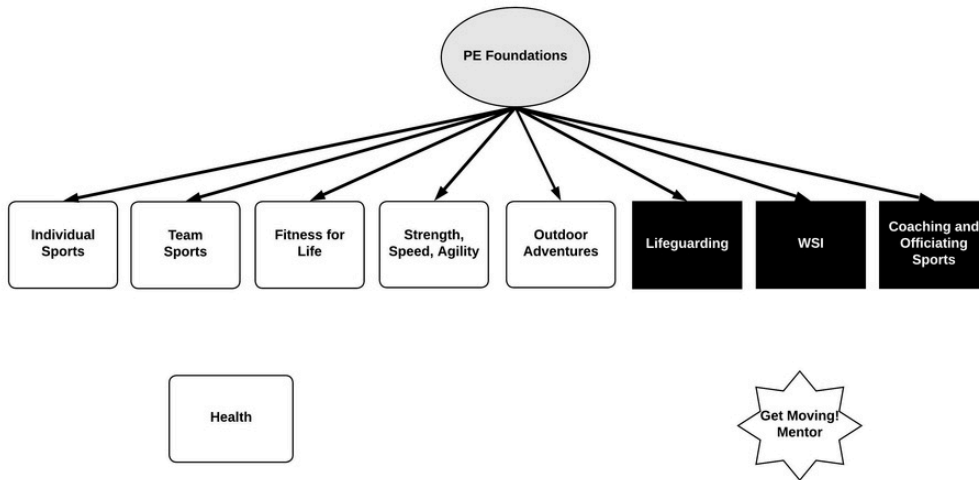 PE Foundations
Individual
Sports
Team
Sports
Fitness for
Life
Strength,
Speed, Agility
Outdoor
Adventures
Lifeguarding
WSI
Coaching and
Officiating
Sports
Health
Get Moving!
Mentor